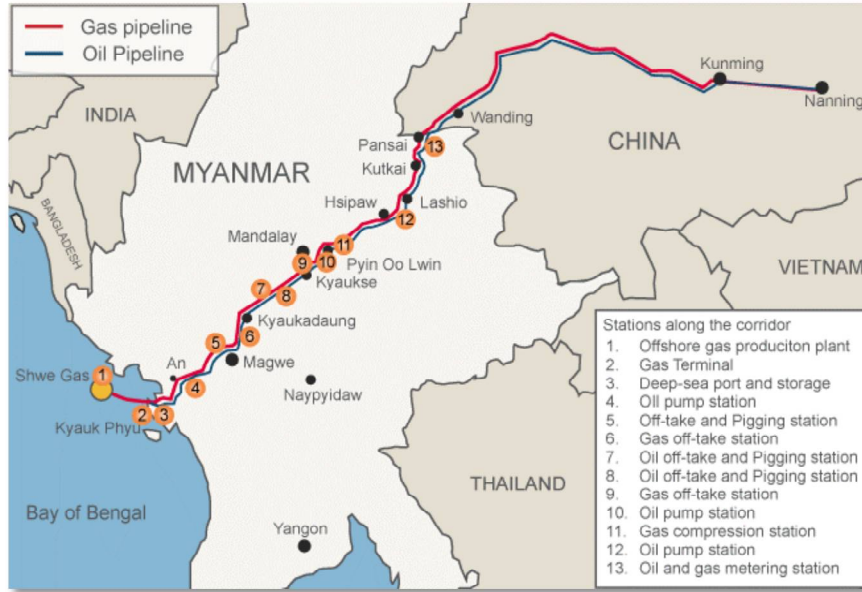 Gas pipeline
Oil Pipeline
INDIA
BANGLADESH
MYANMAR
CHINA
VIETNAM
THAILAND
Kunming
Nanning
Wanding
Pansai
13
Kutkai
Lashio
Hsipaw
12
Mandalay
11
9
10
Pyin Oo Lwin
Kyaukse
7
8
Kyaukadaung
5
6
Magwe
An
4
Naypyidaw
1
Shwe Gas
2
3
Kyauk Phyu
Bay of Bengal
Yangon
Stations along the corridor
1. Offshore gas produciton plant
2. Gas Terminal
3. Deep-sea port and storage
4. Oll pump station
5. Off-take and Pigging station
6. Gas off-take station
7. Oil off-take and Pigging station
8. Oil off-take and Pigging station
9. Gas off-take station
10. Oil pump station
11. Gas compression station
12. Oil pump station
13. Oil and gas metering station